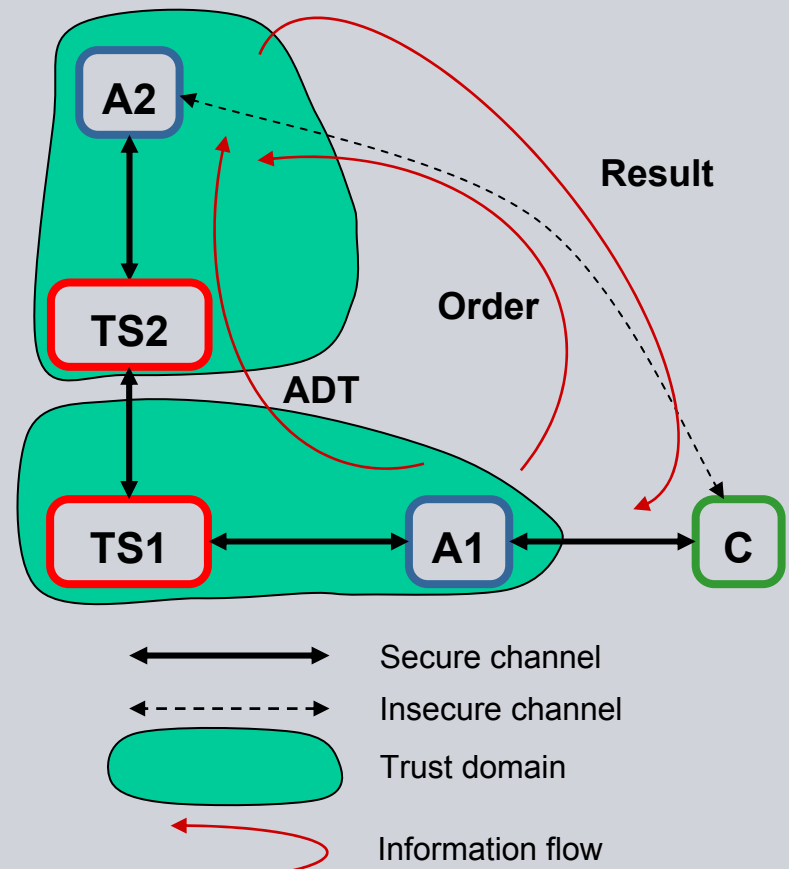 A2
Result
Order
TS2
ADT
TS1
A1
C
Secure channel
Insecure channel
Trust domain
Information flow